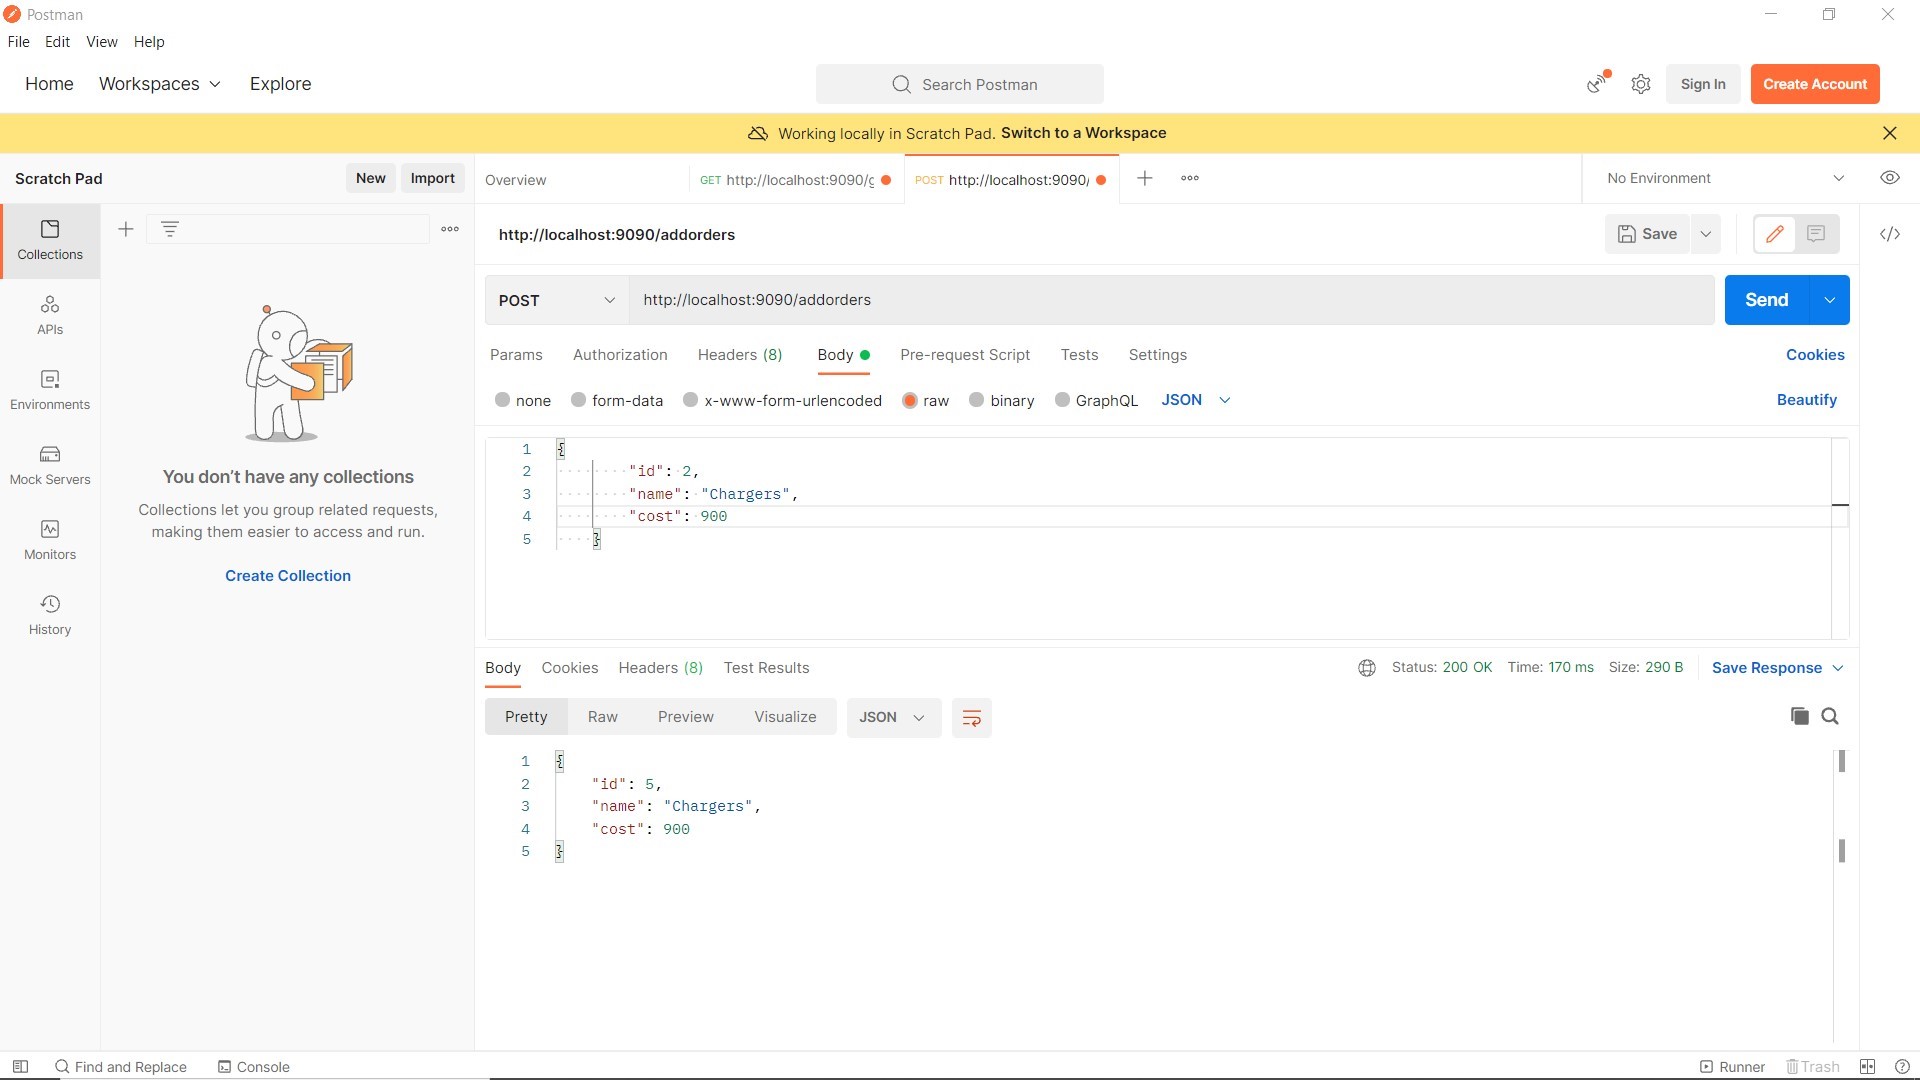 Postman
File Edit View Help
Home Workspaces Explore
Search Postman
Sign In
Create Account
Working locally in Scratch Pad. Switch to a Workspace
Scratch Pad
New
Import
Overview
GET http://localhost:9090/g
POST http://localhost:9090/
No Environment
Collections
APIs
Environments
Mock Servers
Monitors
History
You don’t have any collections
Collections let you group related requests,
making them easier to access and run.
Create Collection
http://localhost:9090/addorders
Save
POST
http://localhost:9090/addorders
Send
Params Authorization Headers (8) Body Pre-request Script Tests Settings
Cookies
none form-data x-www-form-urlencoded raw binary GraphQL JSON
Beautify
1 {
2 "id": 2,
3 "name": "Chargers",
4 "cost": 900
5 }
Body Cookies Headers (8) Test Results
Status: 200 OK Time: 170 ms Size: 290 B
Save Response
Pretty Raw Preview Visualize JSON
1 {
2 "id": 5,
3 "name": "Chargers",
4 "cost": 900
5 }
Find and Replace Console
Runner Trash